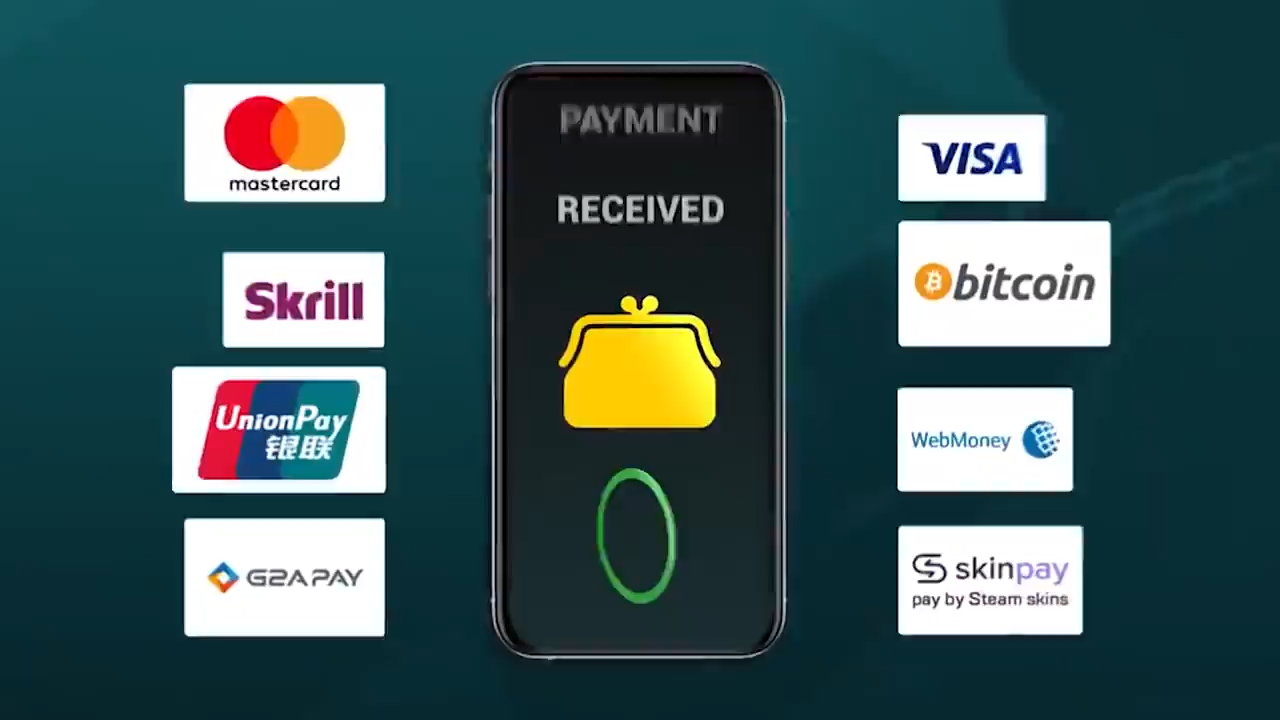 mastercard
Skrill
UnionPay
银联
G2A PAY
PAYMENT
RECEIVED
VISA
bitcoin
WebMoney
skinpay
pay by Steam skins